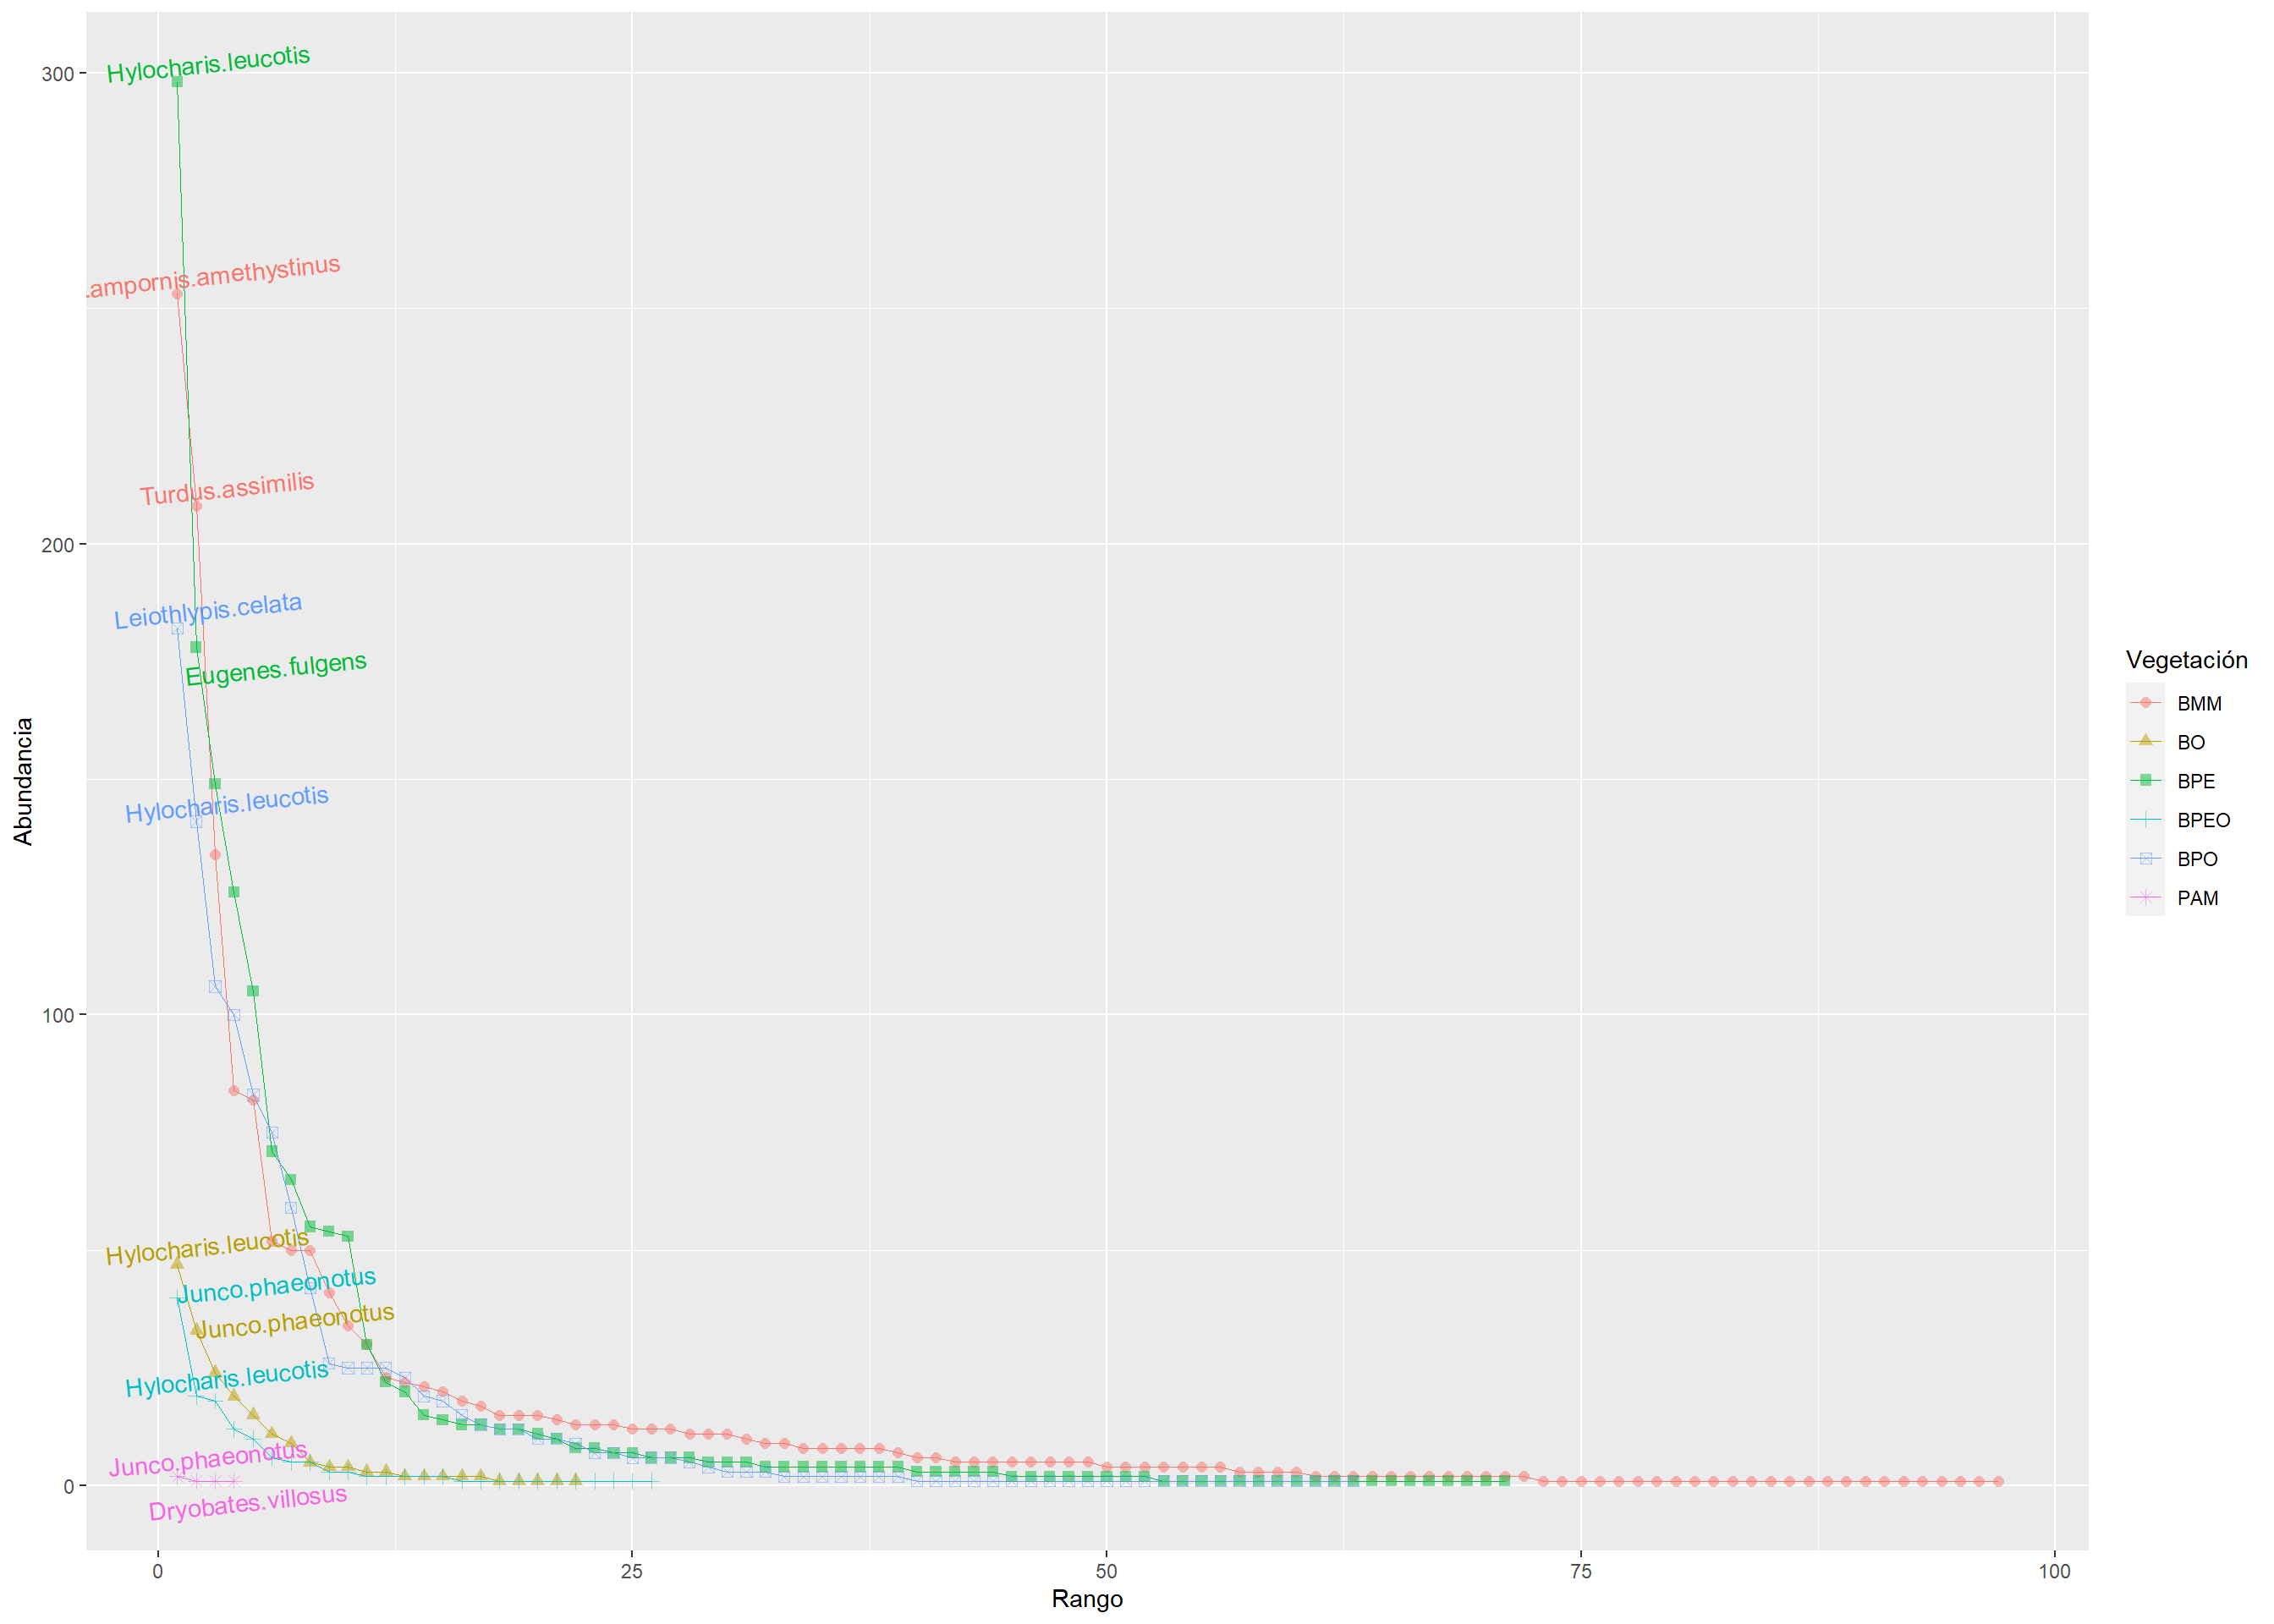 300
200
100
0
Abundancia
Hylocharis.leucotis
Lampornis.amethystinus
Turdus.assimilis
Leiothlypis.celata
Eugenes.fulgens
Hylocharis.leucotis
Hylocharis.leucotis
Junco.phaeonotus
Junco.phaeonotus
Hylocharis.leucotis
Junco.phaeonotus
Dryobates.villosus
0
25
50
75
100
Rango
Vegetación
BMM
BO
BPE
BPEO
BPO
PAM